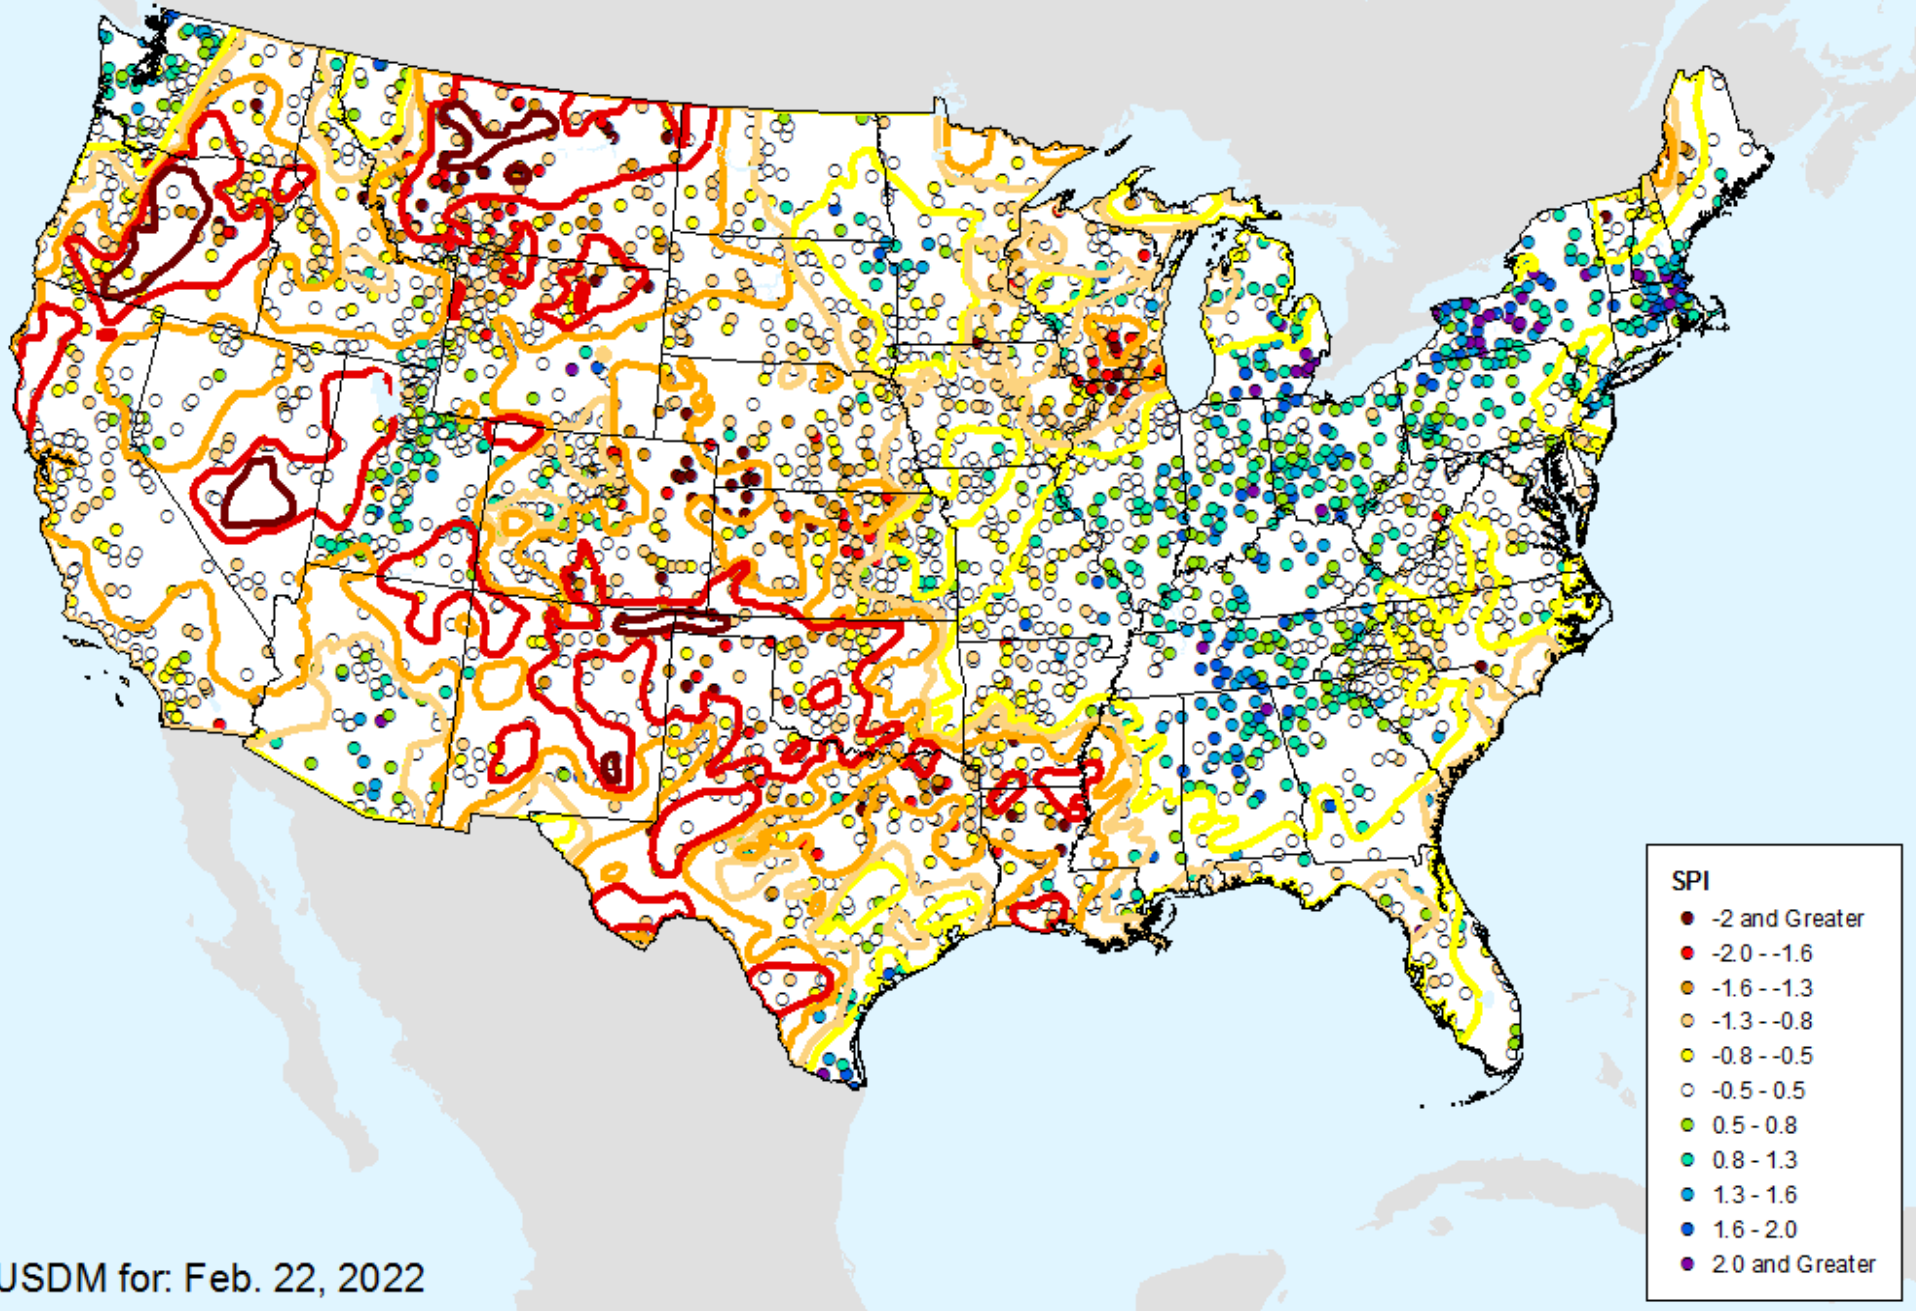 SPI
-2 and Greater
-2.0 - -1.6
-1.6 - -1.3
-1.3 - -0.8
-0.8 - -0.5
-0.5 - 0.5
0.5 - 0.8
0.8 - 1.3
1.3 - 1.6
1.6 - 2.0
2.0 and Greater
USDM for: Feb. 22, 2022